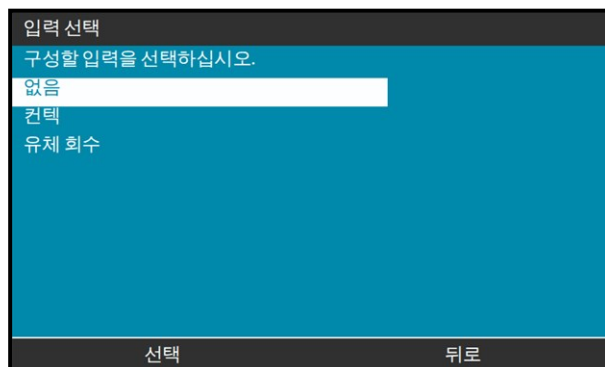 입력 선택
구성할 입력을 선택하십시오.
없음
컨텍
유체 회수
선택 뒤로